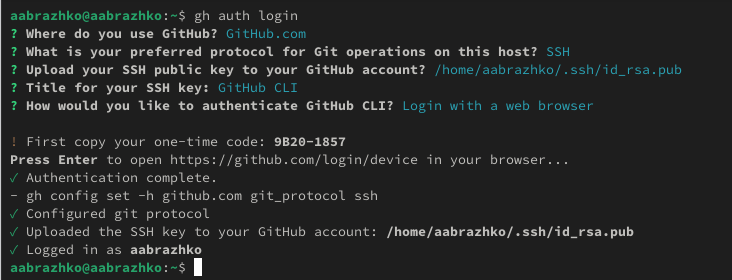 aabrazhko@aabrazhko:~$ gh auth login
? Where do you use GitHub? GitHub.com
? What is your preferred protocol for Git operations on this host? SSH
? Upload your SSH public key to your GitHub account? /home/aabrazhko/.ssh/id_rsa.pub
? Title for your SSH key: GitHub CLI
? How would you like to authenticate GitHub CLI? Login with a web browser
! First copy your one-time code: 9B20-1857
Press Enter to open https://github.com/login/device in your browser...
✓ Authentication complete.
- gh config set -h github.com git_protocol ssh
✓ Configured git protocol
✓ Uploaded the SSH key to your GitHub account: /home/aabrazhko/.ssh/id_rsa.pub
✓ Logged in as aabrazhko
aabrazhko@aabrazhko:~$